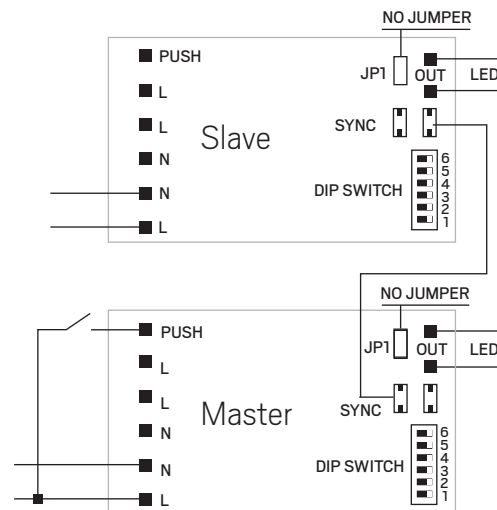 NO JUMPER
PUSH
JP1
OUT
LED
L
L
SYNC
Slave
N
DIP SWITCH
6
5
4
3
2
1
N
L
NO JUMPER
PUSH
JP1
OUT
LED
L
L
SYNC
Master
N
DIP SWITCH
6
5
4
3
2
1
N
L